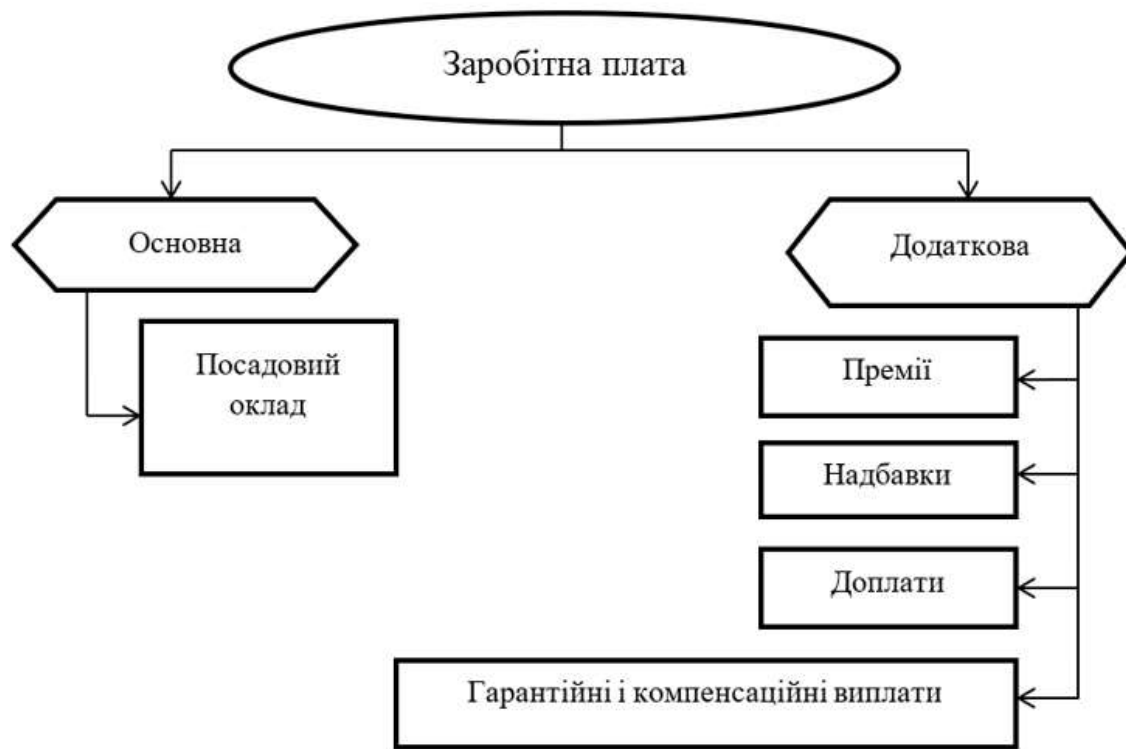 Заробітна плата
Основна
Додаткова
Посадовий
оклад
Премії
Надбавки
Доплати
Гарантійні і компенсаційні виплати